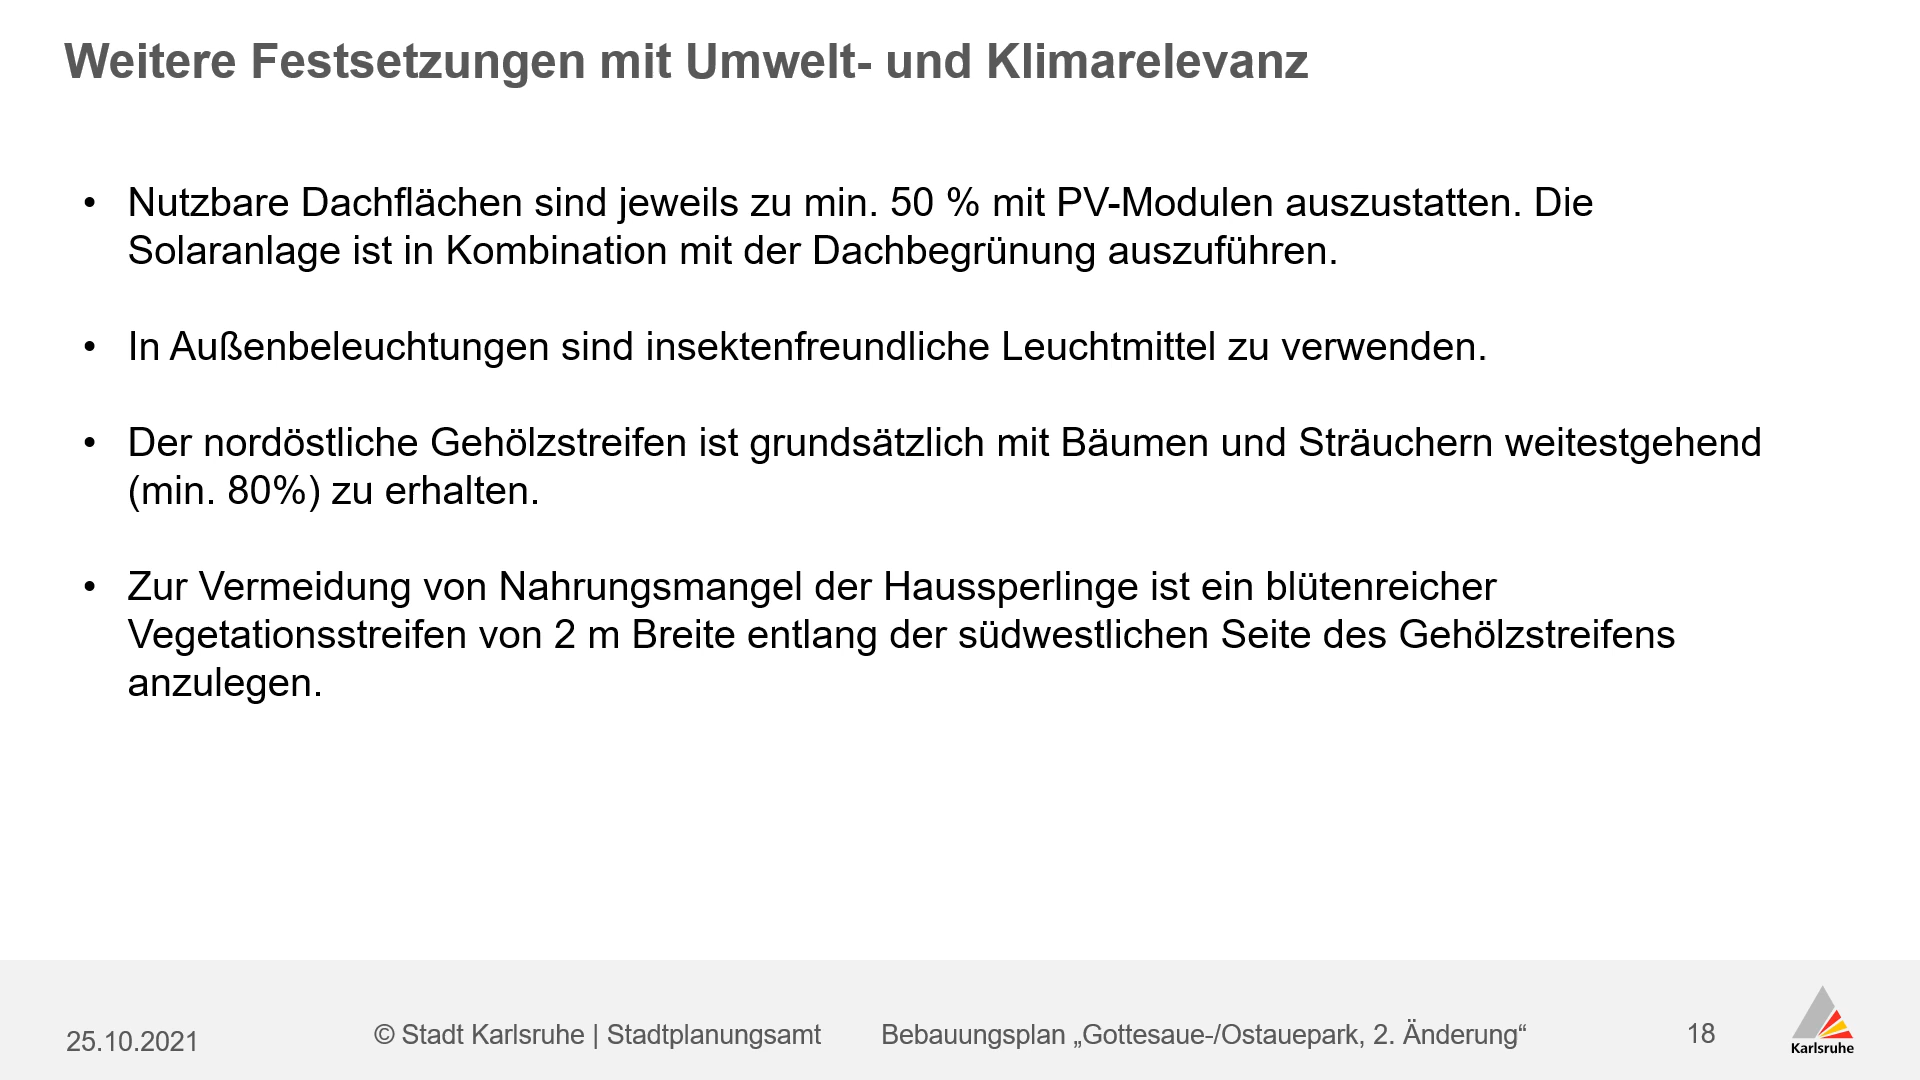 Weitere Festsetzungen mit Umwelt- und Klimarelevanz
• Nutzbare Dachflächen sind jeweils zu min. 50 % mit PV-Modulen auszustatten. Die
Solaranlage ist in Kombination mit der Dachbegrünung auszuführen.
• In Außenbeleuchtungen sind insektenfreundliche Leuchtmittel zu verwenden.
• Der nordöstliche Gehölzstreifen ist grundsätzlich mit Bäumen und Sträuchern weitestgehend
(min. 80%) zu erhalten.
• Zur Vermeidung von Nahrungsmangel der Haussperlinge ist ein blütenreicher
Vegetationsstreifen von 2 m Breite entlang der südwestlichen Seite des Gehölzstreifens
anzulegen.
25.10.2021
© Stadt Karlsruhe | Stadtplanungsamt
Bebauungsplan „Gottesaue-/Ostauepark, 2. Änderung“
18
Karlsruhe